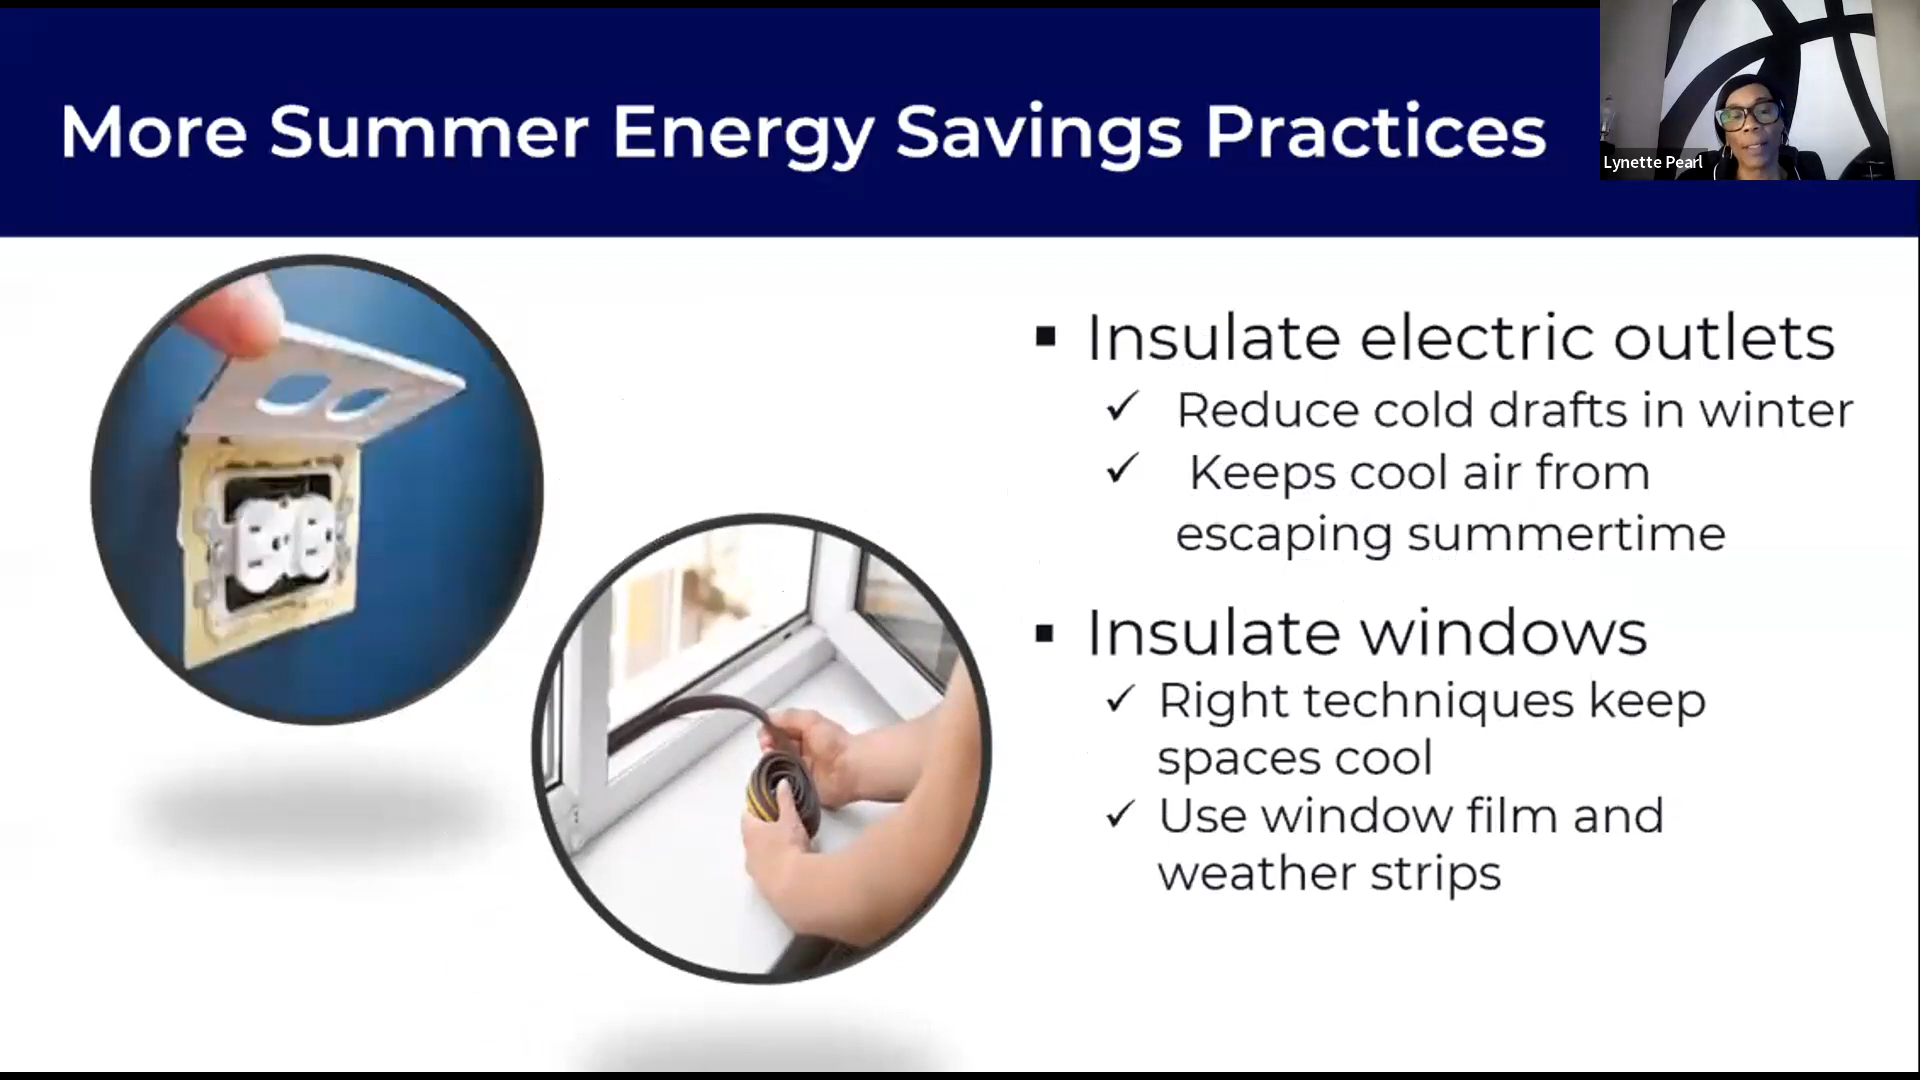 More Summer Energy Savings Practices
Lynette Pearl
▪ Insulate electric outlets
✓ Reduce cold drafts in winter
✓ Keeps cool air from
escaping summertime
▪ Insulate windows
✓ Right techniques keep
spaces cool
✓ Use window film and
weather strips